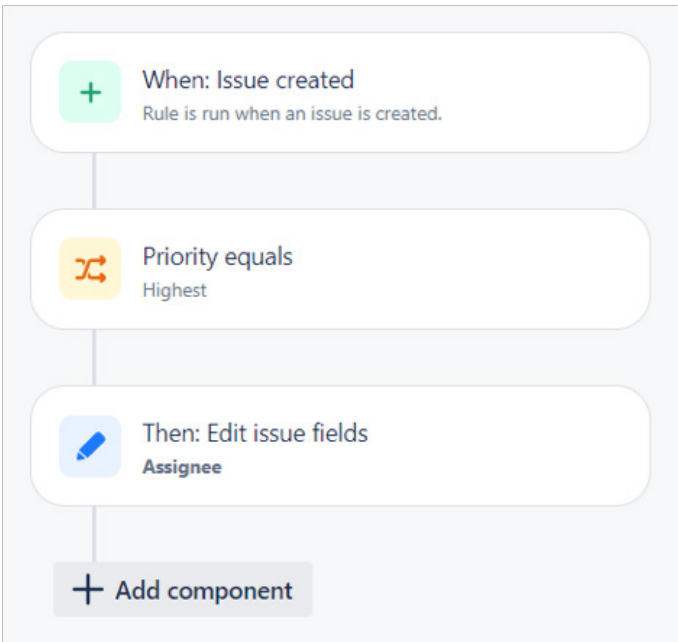 When: Issue created
Rule is run when an issue is created.
Priority equals
Highest
Then: Edit issue fields
Assignee
Add component